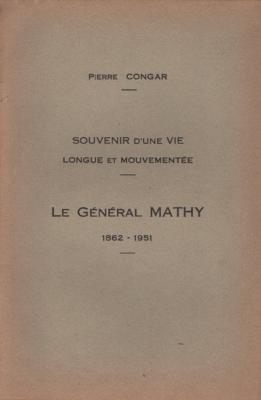 Pierre CONGAR
SOUVENIR D'UNE VIE
LONGUE ET MOUVEMENTÉE
Le Général MATHY
1862 - 1951